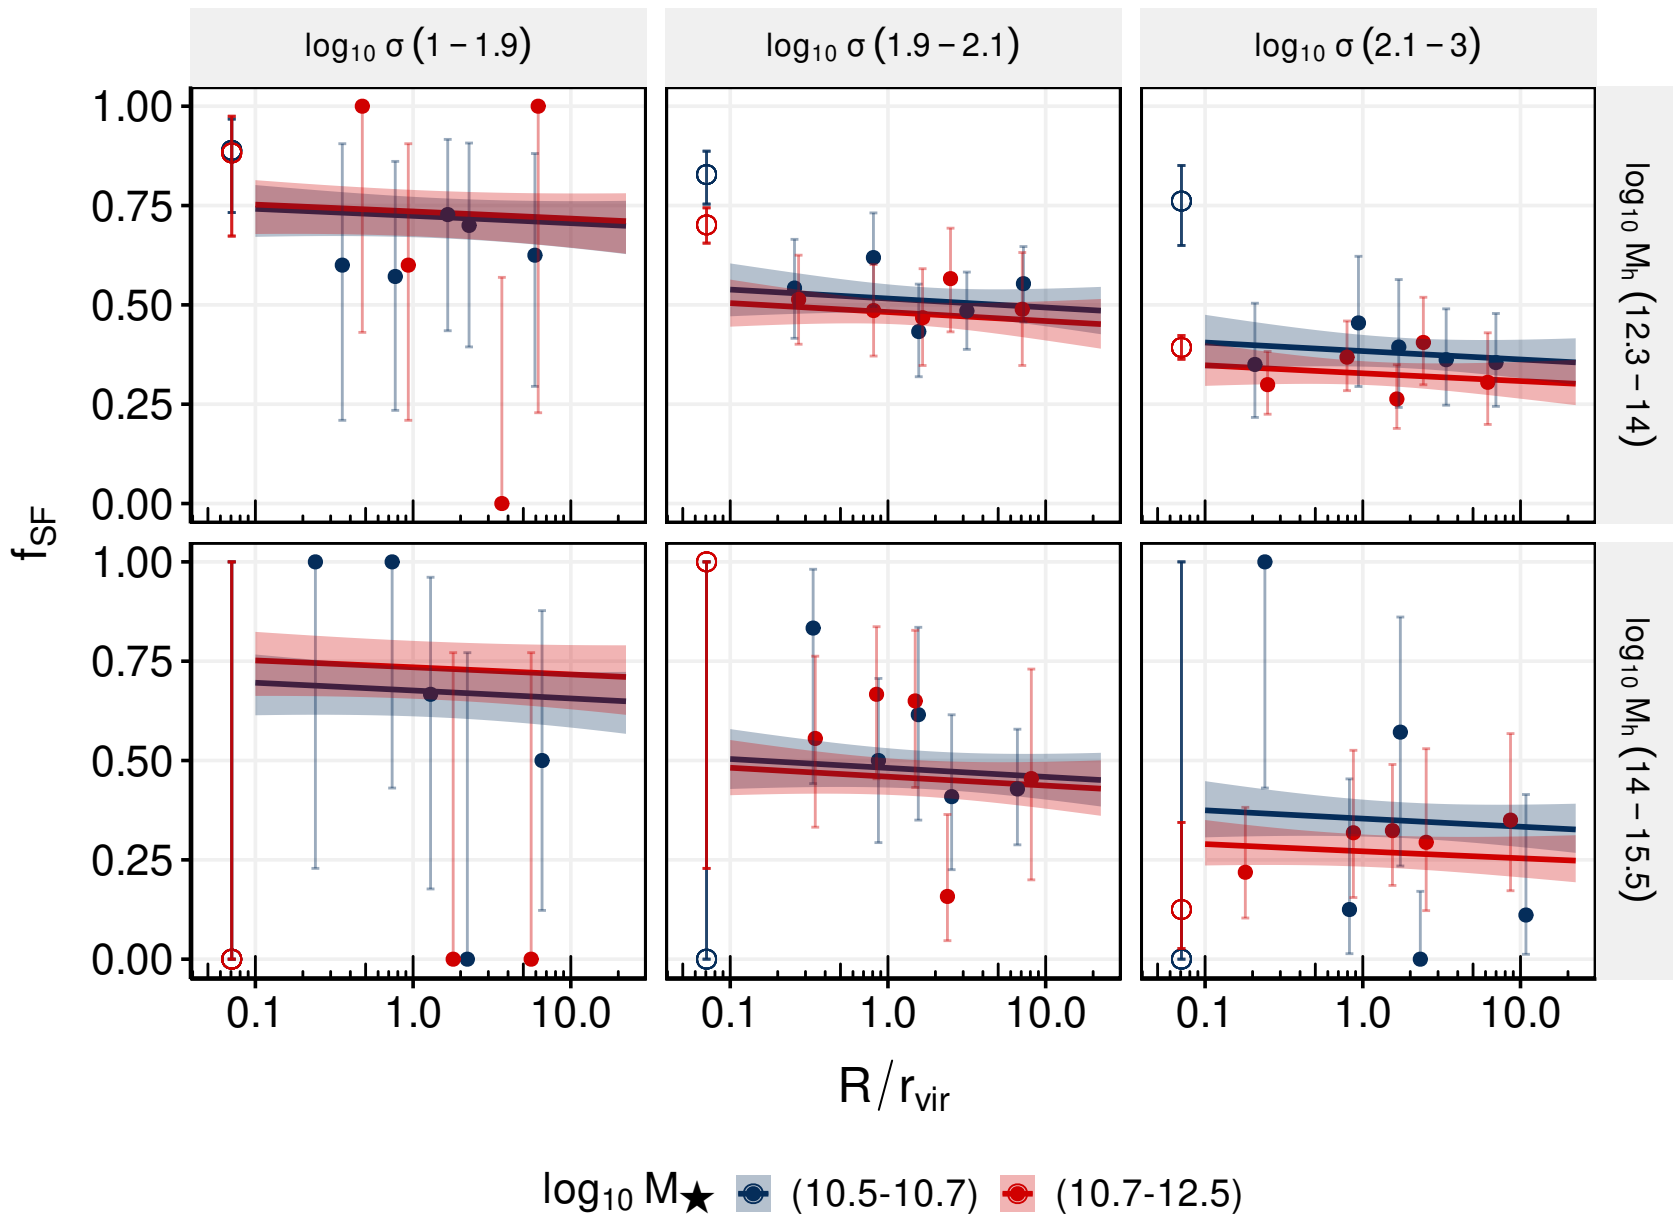 log₁₀ σ (1 − 1.9)
log₁₀ σ (1.9 − 2.1)
log₁₀ σ (2.1 − 3)
1.00
0.75
0.50
0.25
0.00
log₁₀ Mₕ (12.3 − 14)
f_SF
1.00
0.75
0.50
0.25
0.00
log₁₀ Mₕ (14 − 15.5)
0.1 1.0 10.0
0.1 1.0 10.0
0.1 1.0 10.0
R/r_vir
log₁₀ M★ (10.5-10.7) (10.7-12.5)